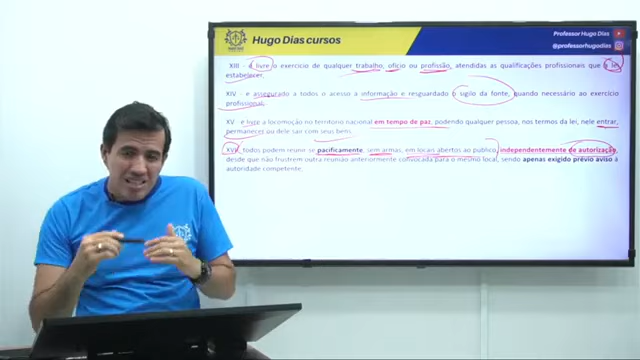 Hugo Dias cursos
Professor Hugo Dias
@professorhugodias
XIII - é livre o exercício de qualquer trabalho, ofício ou profissão, atendidas as qualificações profissionais que a lei
estabelecer;
XIV - é assegurado a todos o acesso à informação e resguardado o sigilo da fonte, quando necessário ao exercício
profissional;
XV - é livre a locomoção no território nacional em tempo de paz, podendo qualquer pessoa, nos termos da lei, nele entrar,
permanecer ou dele sair com seus bens;
XVI - todos podem reunir-se pacificamente, sem armas, em locais abertos ao público, independentemente de autorização,
desde que não frustrem outra reunião anteriormente convocada para o mesmo local, sendo apenas exigido prévio aviso à
autoridade competente;